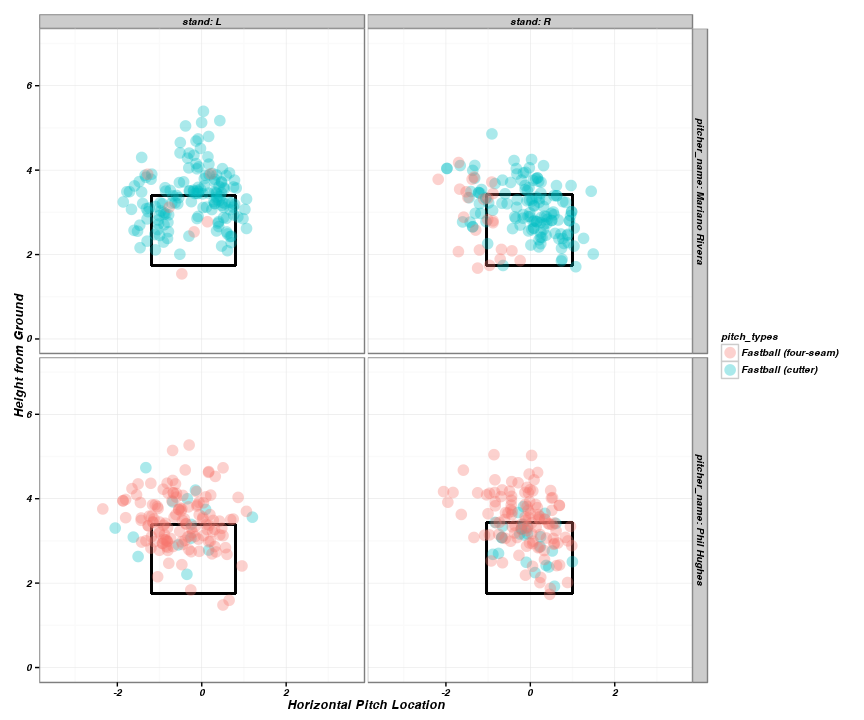 stand: L
stand: R
6
4
2
0
pitcher_name: Mariano Rivera
Height from Ground
6
4
2
0
pitcher_name: Phil Hughes
-2
0
2
-2
0
2
Horizontal Pitch Location
pitch_types
Fastball (four-seam)
Fastball (cutter)